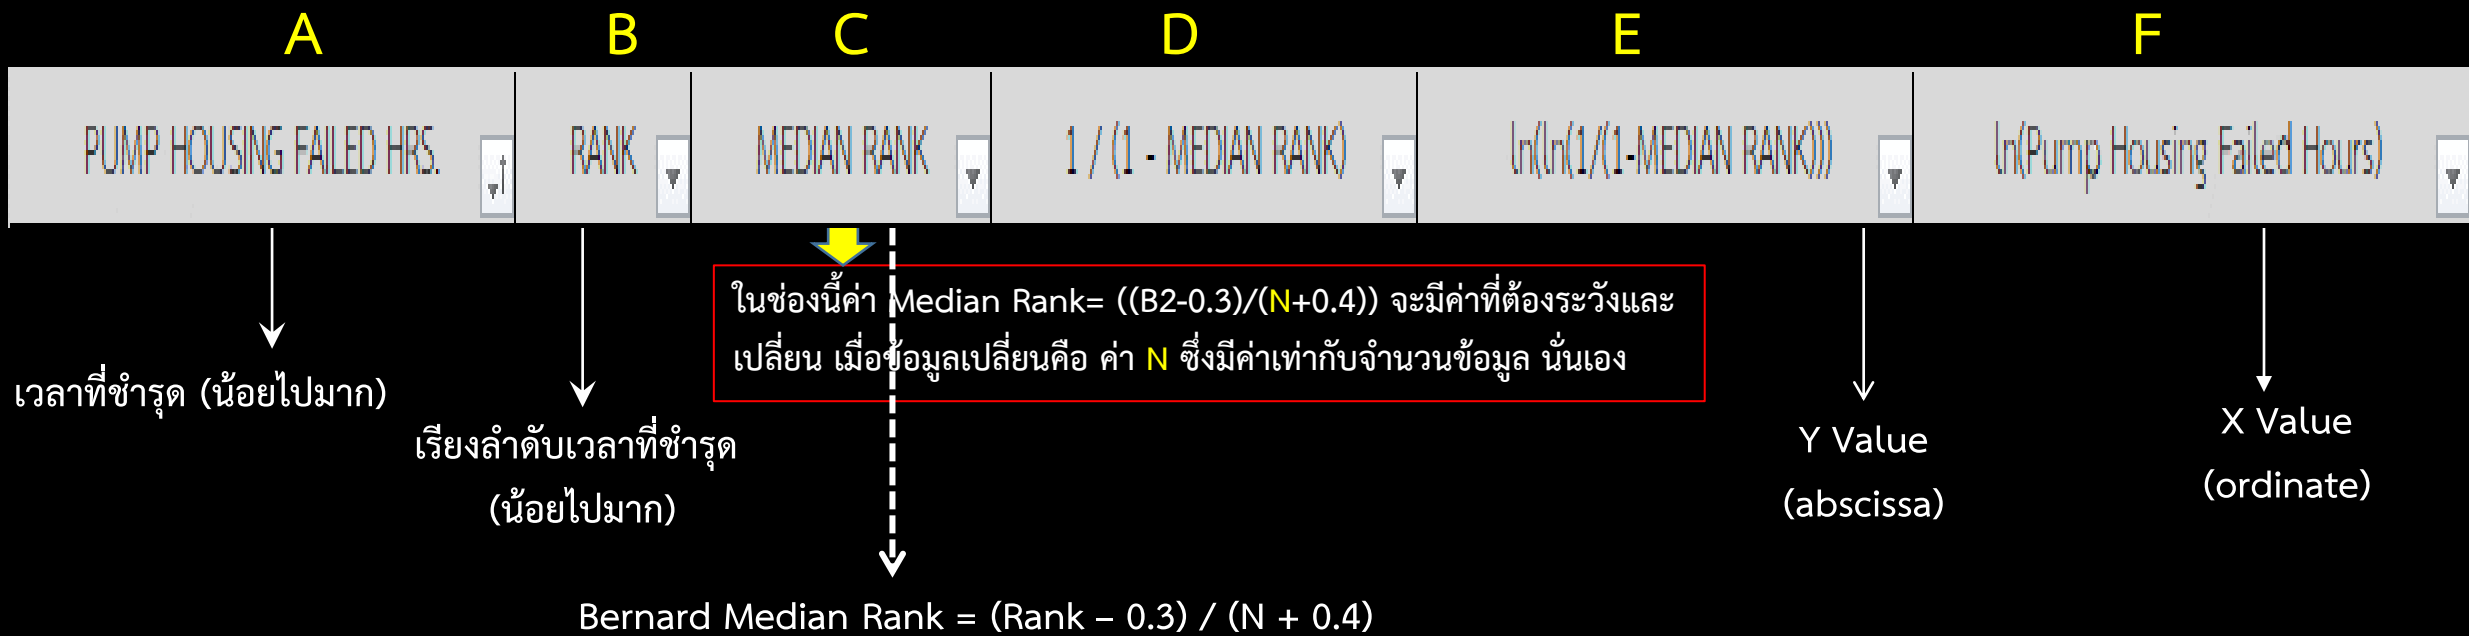 A B C D E F
PUMP HOUSING FAILED HRS. RANK MEDIAN RANK 1 / (1 - MEDIAN RANK) ln(ln(1/(1-MEDIAN RANK))) ln(Pump Housing Failed Hours)
ในช่องนี้ค่า Median Rank= ((B2-0.3)/(N+0.4)) จะมีค่าที่ต้องระวังและ
เปลี่ยน เมื่อข้อมูลเปลี่ยนคือ ค่า N ซึ่งมีค่าเท่ากับจำนวนข้อมูล นั่นเอง
เวลาที่ชำรุด (น้อยไปมาก)
เรียงลำดับเวลาที่ชำรุด
(น้อยไปมาก)
Y Value
(abscissa)
X Value
(ordinate)
Bernard Median Rank = (Rank – 0.3) / (N + 0.4)